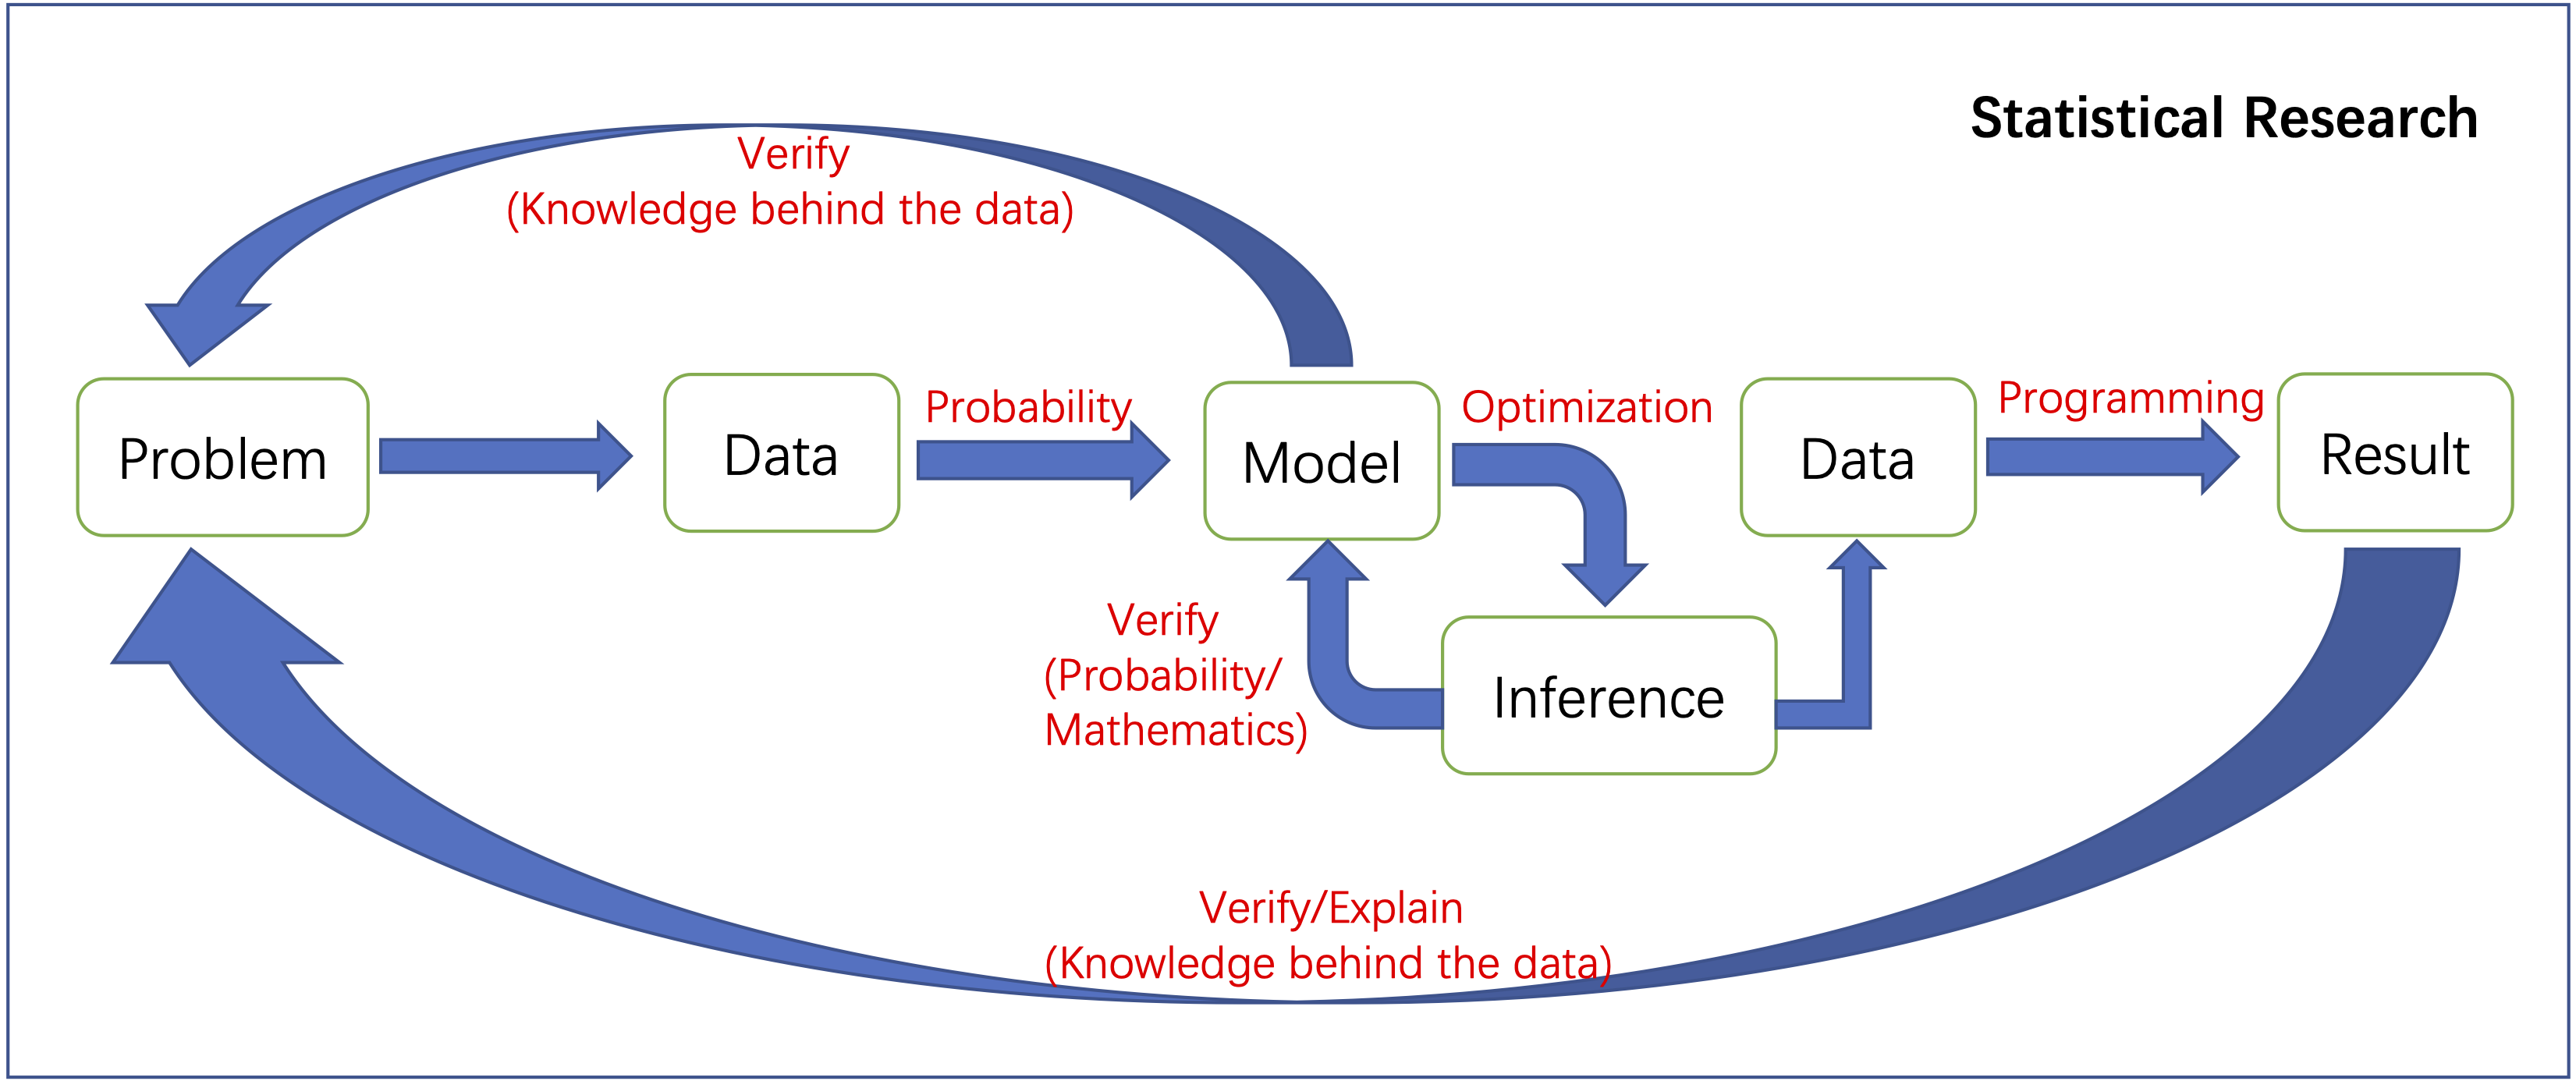 Statistical Research
Verify
(Knowledge behind the data)
Problem
Data
Probability
Model
Optimization
Data
Programming
Result
Verify
(Probability/
Mathematics)
Inference
Verify/Explain
(Knowledge behind the data)